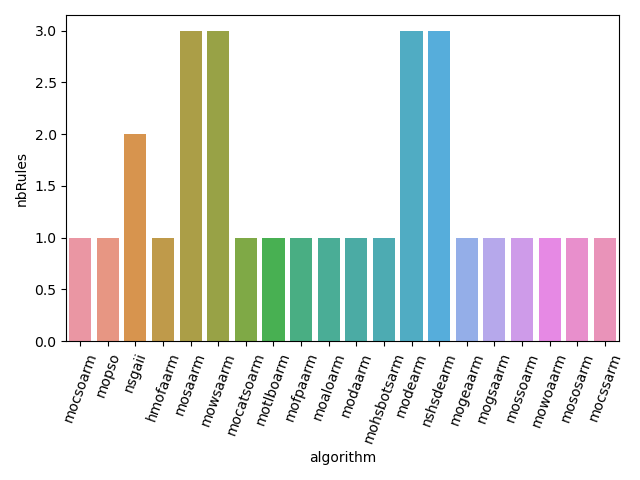 3.0
2.5
2.0
1.5
1.0
0.5
0.0
nbRules
mocsoarm
mopso
nsgaii
hmofaarm
mosaarm
mowsaarm
mocatsoarm
motlboarm
mofpaarm
moaloarm
modaarm
mohsbotsarm
modearm
nshsdearm
mogeaarm
mogsaarm
mossoarm
mowoaarm
mososarm
mocssarm
algorithm